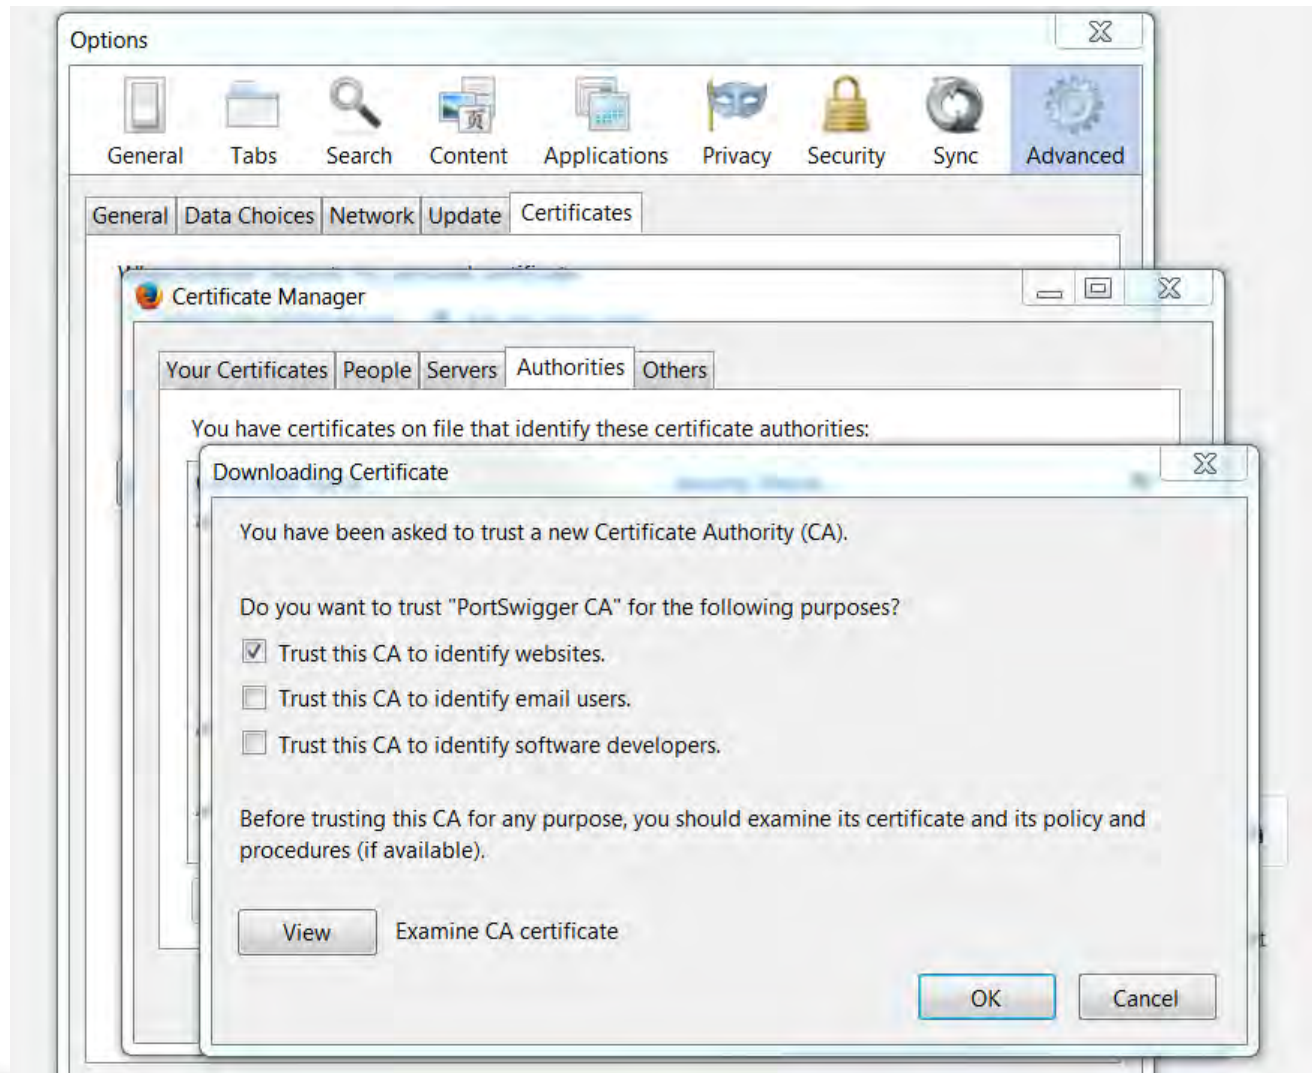 Options
General Tabs Search Content Applications Privacy Security Sync Advanced
General Data Choices Network Update Certificates
Certificate Manager
Your Certificates People Servers Authorities Others
You have certificates on file that identify these certificate authorities:
Downloading Certificate
You have been asked to trust a new Certificate Authority (CA).
Do you want to trust "PortSwigger CA" for the following purposes?
Trust this CA to identify websites.
Trust this CA to identify email users.
Trust this CA to identify software developers.
Before trusting this CA for any purpose, you should examine its certificate and its policy and
procedures (if available).
View Examine CA certificate
OK Cancel